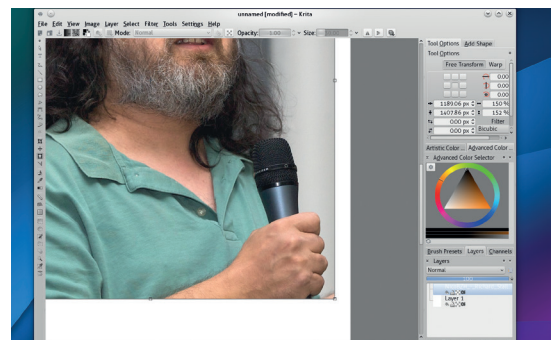 unnamed [modified] – Krita
File Edit View Image Layer Select Filter Tools Settings Help
Mode: Normal Opacity: 1.00 Size:
Tool Options Add Shape
Tool Options
Free Transform Warp
0.00
0.00
0.00
1189.06 px 150 %
1407.86 px 152 %
0.00 px Filter
0.00 px Bicubic
Artistic Color ... Advanced Color ...
Advanced Color Selector
Brush Presets Layers Channels
Layers
Normal
Layer 1